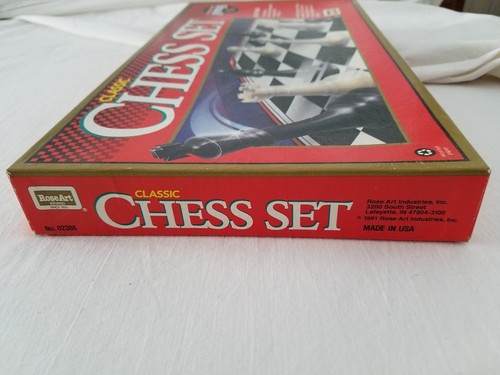 CLASSIC
CHESS SET
RoseArt
CLASSIC
CHESS SET
No. 02386
Rose Art Industries, Inc.
3200 South Street
Lafayette, IN 47904-3100
© 1991 Rose Art Industries, Inc.
MADE IN USA